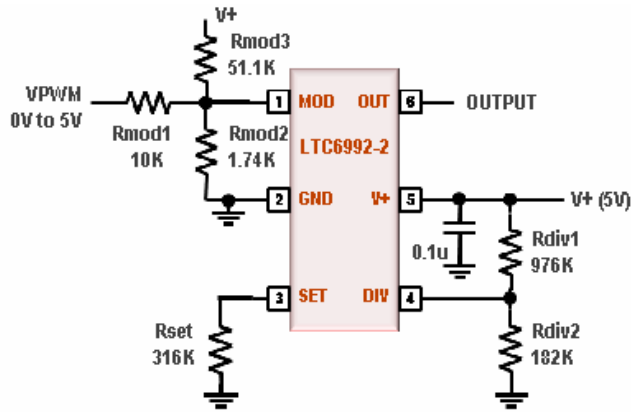 V+
Rmod3
51.1K
VPWM
0V to 5V
Rmod1
10K
Rmod2
1.74K
1 MOD OUT 6
OUTPUT
LTC6992-2
2 GND V+ 5
V+ (5V)
0.1u
Rdiv1
976K
3 SET DIV 4
Rset
316K
Rdiv2
182K